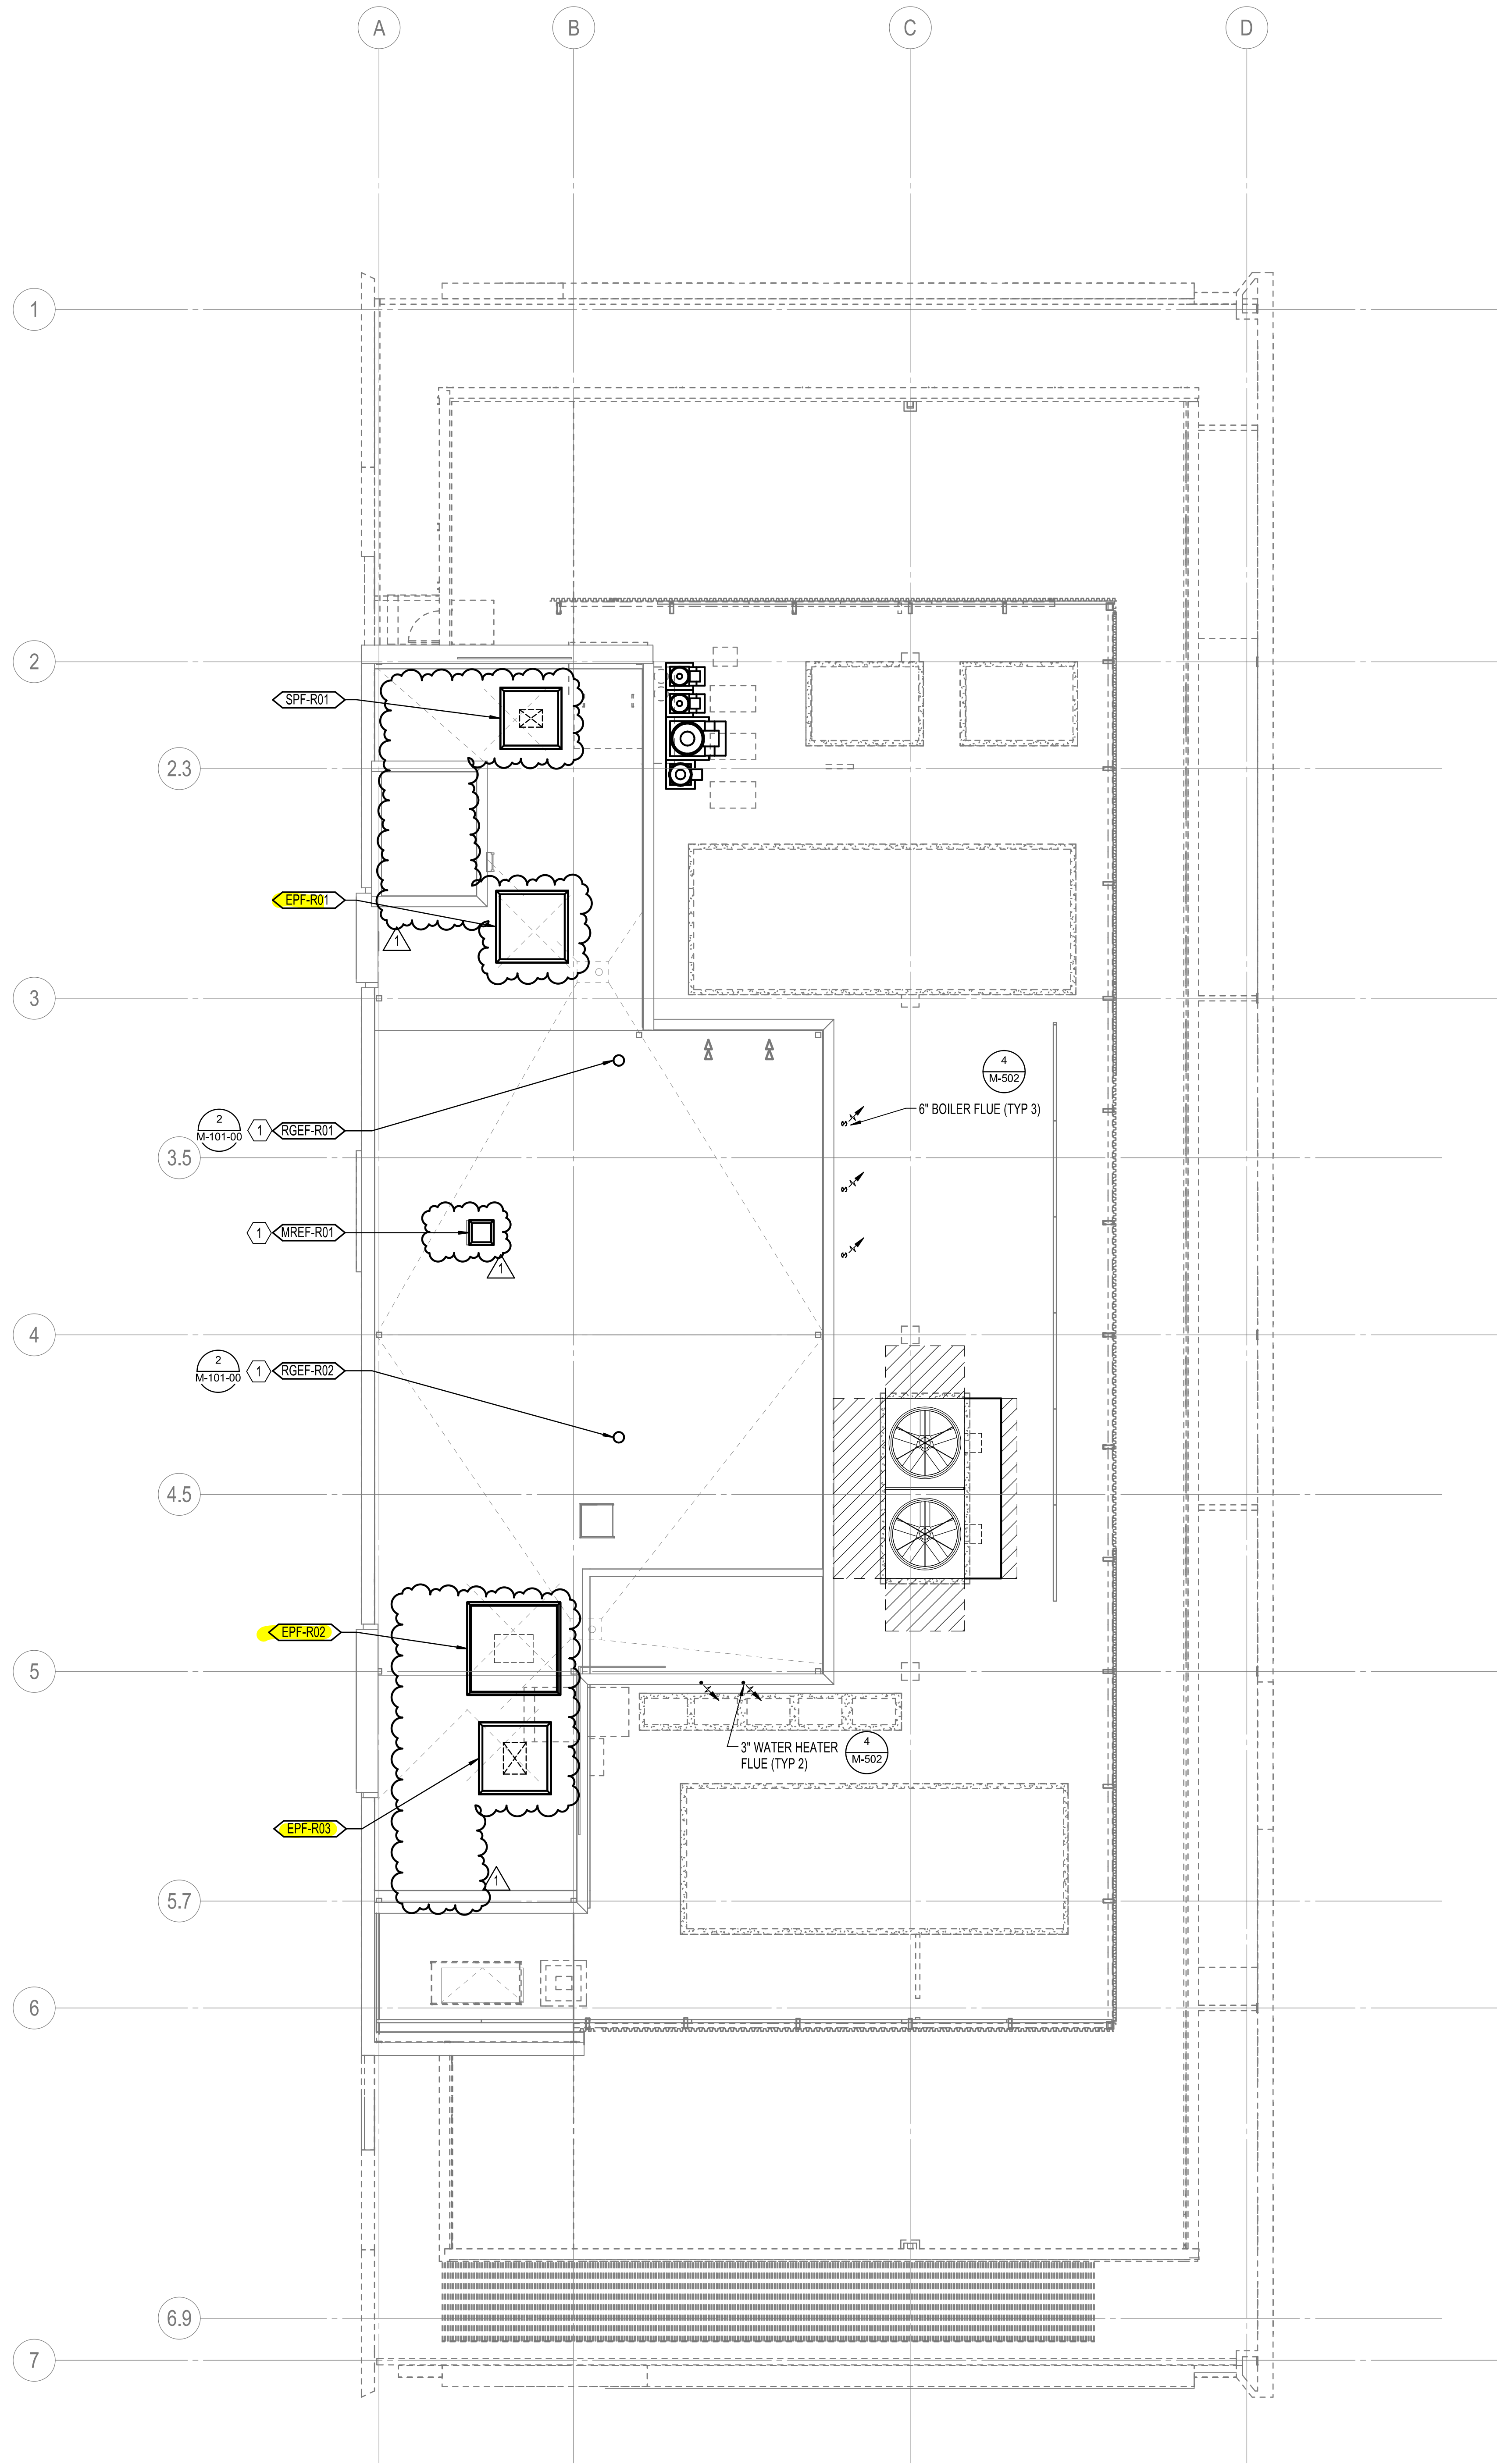 A
B
C
D
1
2
SPF-R01
2.3
EPF-R01
1
3
4
M-502
6" BOILER FLUE (TYP 3)
2
M-101-00
1
RGEF-R01
3.5
1
MREF-R01
1
4
2
M-101-00
1
RGEF-R02
4.5
EPF-R02
5
3" WATER HEATER
FLUE (TYP 2)
4
M-502
EPF-R03
1
5.7
6
6.9
7